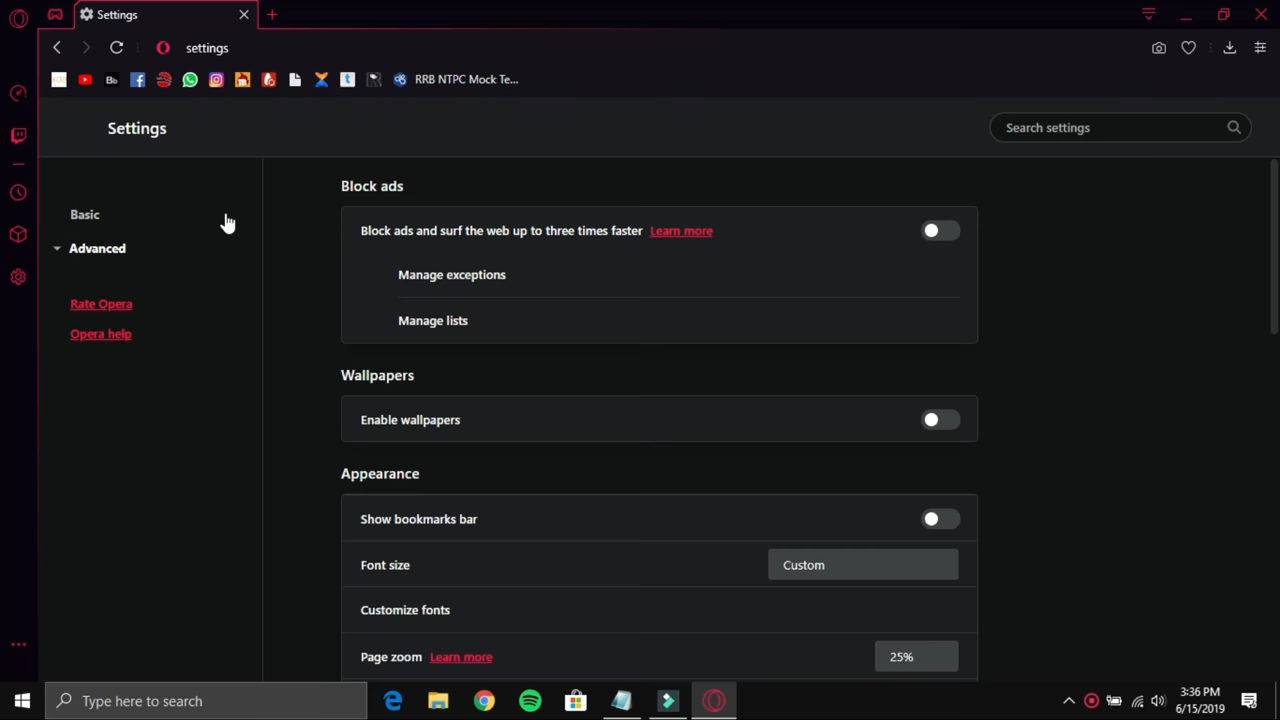 Settings
settings
Bb
RRB NTPC Mock Te...
Settings
Search settings
Basic
Advanced
Rate Opera
Opera help
Block ads
Block ads and surf the web up to three times faster Learn more
Manage exceptions
Manage lists
Wallpapers
Enable wallpapers
Appearance
Show bookmarks bar
Font size Custom
Customize fonts
Page zoom Learn more 25%
Type here to search
3:36 PM
6/15/2019